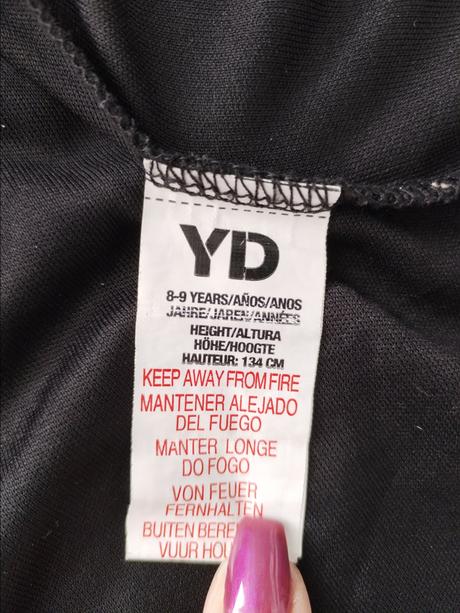 YD
8-9 YEARS/AÑOS/ANOS
JAHRE/JAREN/ANNÉES
HEIGHT/ALTURA
HÖHE/HOOGTE
HAUTEUR: 134 CM
KEEP AWAY FROM FIRE
MANTENER ALEJADO
DEL FUEGO
MANTER LONGE
DO FOGO
VON FEUER
FERNHALTEN
BUITEN
VUUR